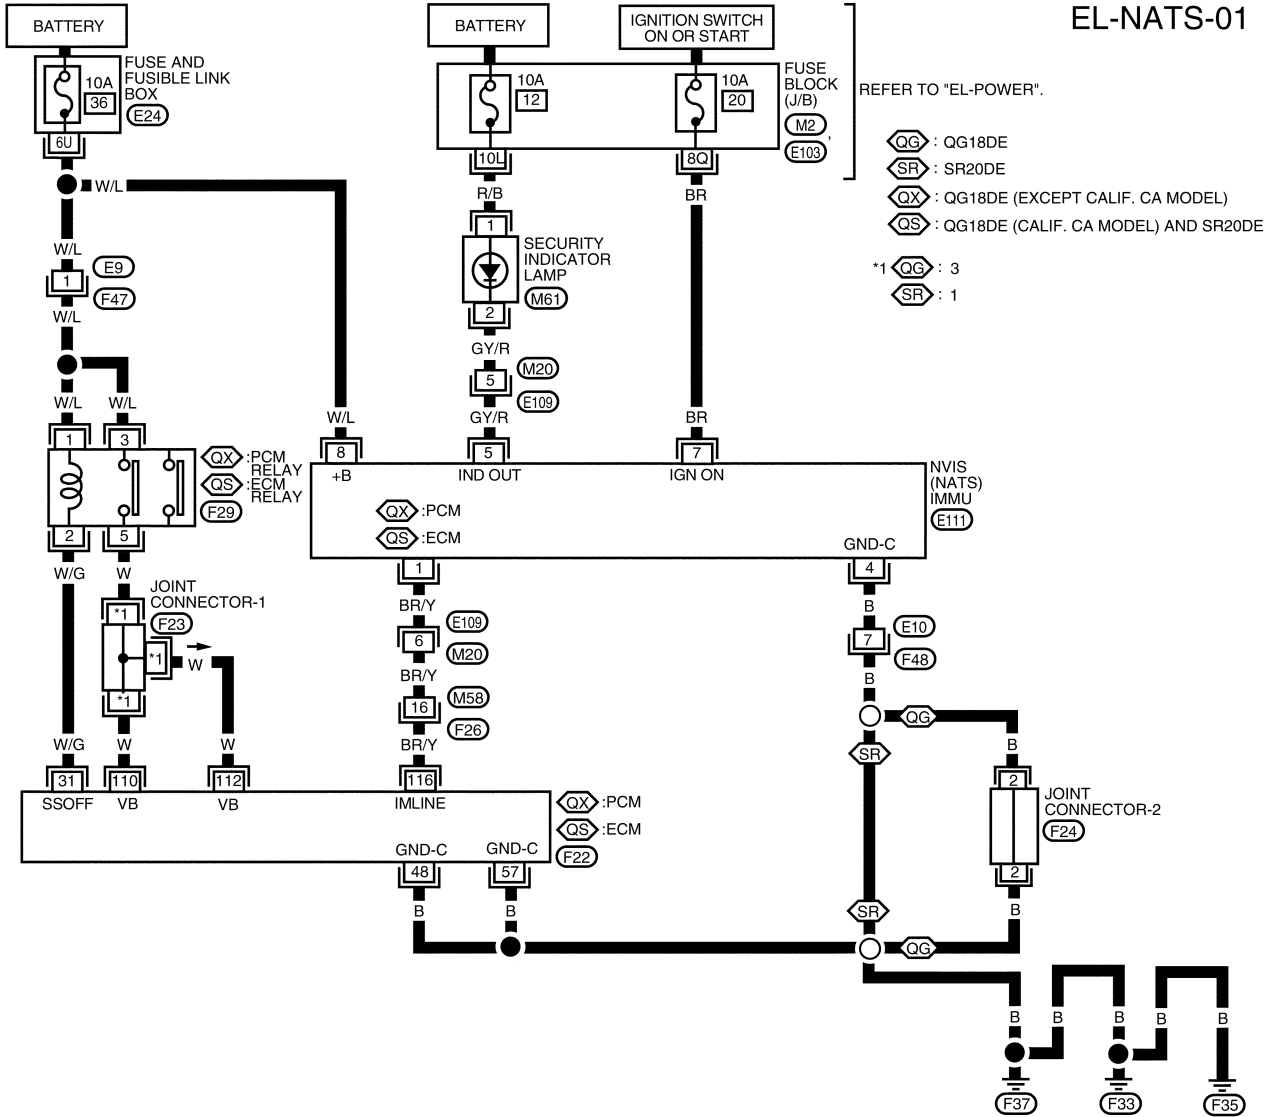 EL-NATS-01
BATTERY
BATTERY
IGNITION SWITCH
ON OR START
FUSE AND
FUSIBLE LINK
BOX
E24
10A
36
6U
10A
12
10A
20
FUSE
BLOCK
(J/B)
M2
,
E103
REFER TO "EL-POWER".
10L
8Q
QG : QG18DE
SR : SR20DE
QX : QG18DE (EXCEPT CALIF. CA MODEL)
QS : QG18DE (CALIF. CA MODEL) AND SR20DE
*1 QG : 3
SR : 1
W/L
R/B
BR
1
SECURITY
INDICATOR
LAMP
M61
2
W/L
1
E9
F47
W/L
GY/R
5
M20
E109
GY/R
W/L
W/L
W/L
BR
1
3
8
5
7
QX :PCM
RELAY
QS :ECM
RELAY
F29
+B
IND OUT
IGN ON
NVIS
(NATS)
IMMU
E111
QX :PCM
QS :ECM
GND-C
2
5
1
4
W/G
W
BR/Y
B
JOINT
CONNECTOR-1
F23
*1
*1
W
*1
6
E109
M20
7
E10
F48
BR/Y
B
16
M58
F26
QG
SR
W/G
W
W
BR/Y
B
31
110
112
116
2
SSOFF
VB
VB
IMLINE
QX :PCM
QS :ECM
F22
JOINT
CONNECTOR-2
F24
GND-C
GND-C
48
57
2
B
B
SR
B
QG
B
B
B
B
B
F37
F33
F35